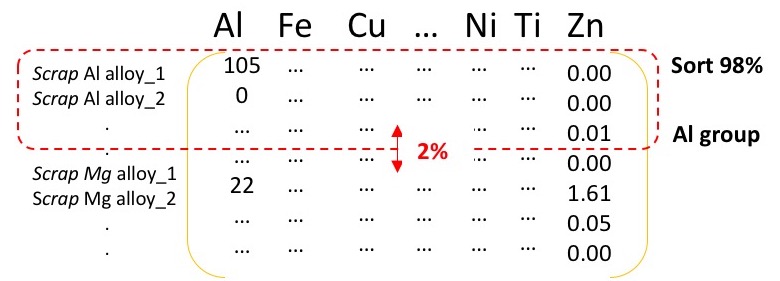 Al Fe Cu ... Ni Ti Zn
Scrap Al alloy_1 105 ... ... ... ... ... 0.00 Sort 98%
Scrap Al alloy_2 0 ... ... ... ... ... 0.00
. ... ... ... ... ... ... 0.01 Al group
. ... ... ... 2% ... ... 0.00
Scrap Mg alloy_1
Scrap Mg alloy_2 22 ... ... ... ... ... 1.61
. ... ... ... ... ... ... 0.05
. ... ... ... ... ... ... 0.00